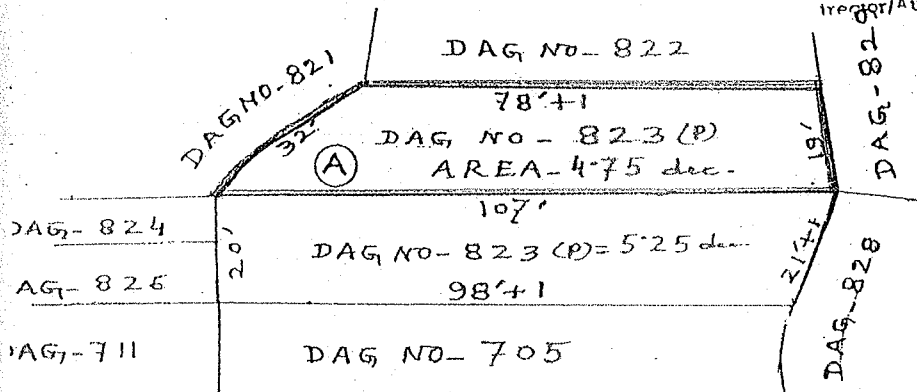 DAG NO- 822
DAG NO-821
DAG-829
78'+1
32'
DAG NO - 823 (P)
19'
A
AREA-4.75 dec.
107'
DAG-824
20'
DAG NO-823 (P)= 5.25 dec.
21'+1
AG-826
98'+1
DAG-828
AG-711
DAG NO- 705